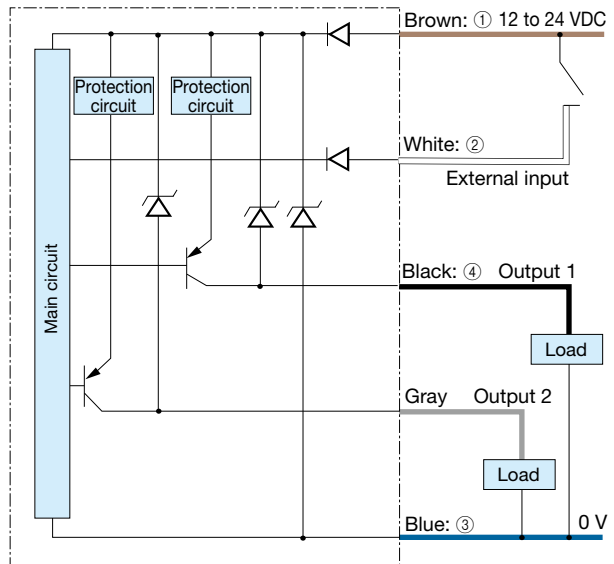 Brown: ① 12 to 24 VDC
Protection
circuit
Protection
circuit
White: ②
External input
Main circuit
Black: ④ Output 1
Load
Gray Output 2
Load
Blue: ③ 0 V